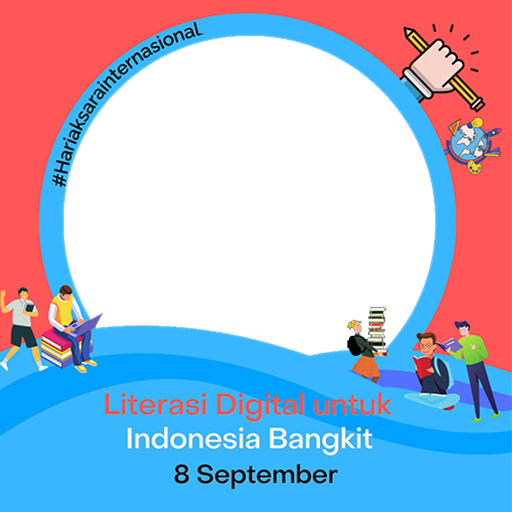 #Hariaksarainternasional
Literasi Digital untuk
Indonesia Bangkit
8 September